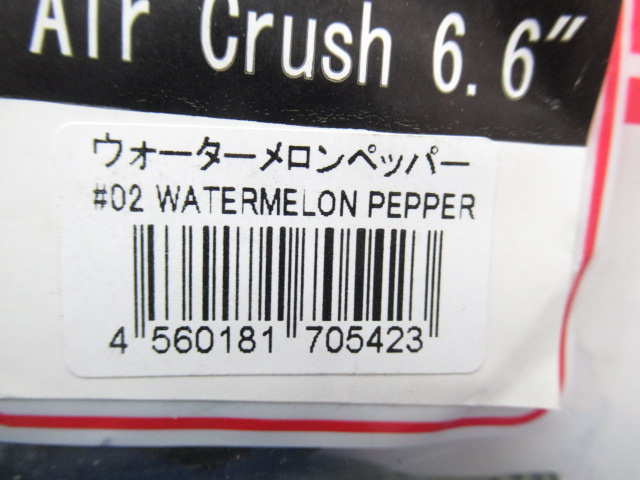 Air Crush 6.6″
ウォーターメロンペッパー
#02 WATERMELON PEPPER
4 560181 705423